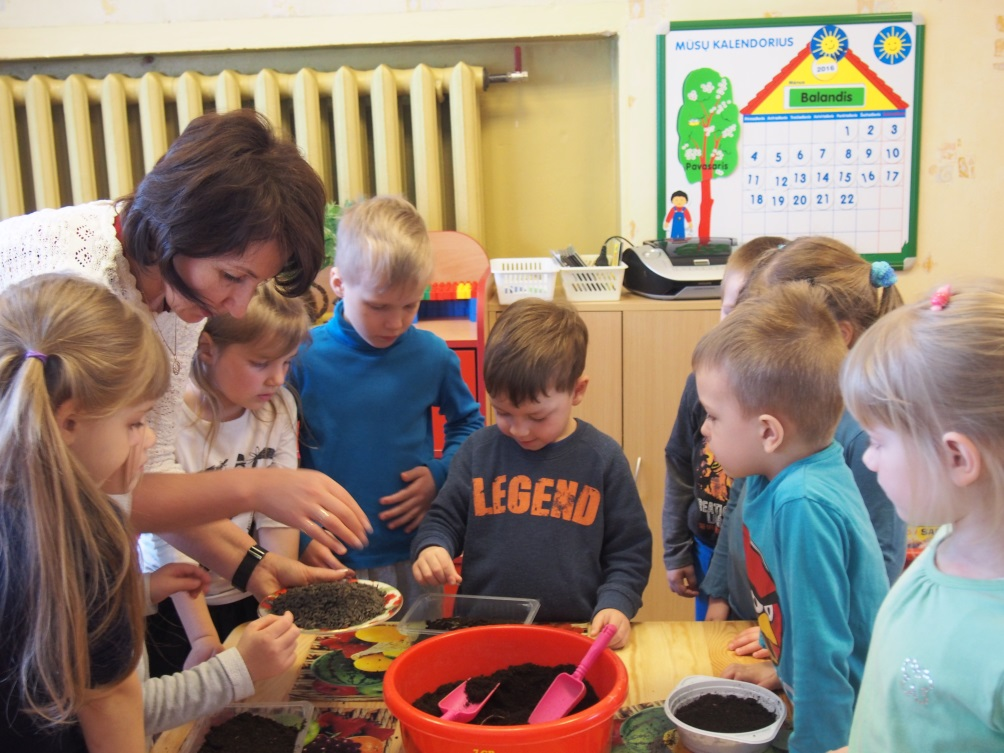 MŪSŲ KALENDORIUS
2016
Balandis
Pavasaris
1 2 3
4 5 6 7 8 9 10
11 12 13 14 15 16 17
18 19 20 21 22
LEGEND